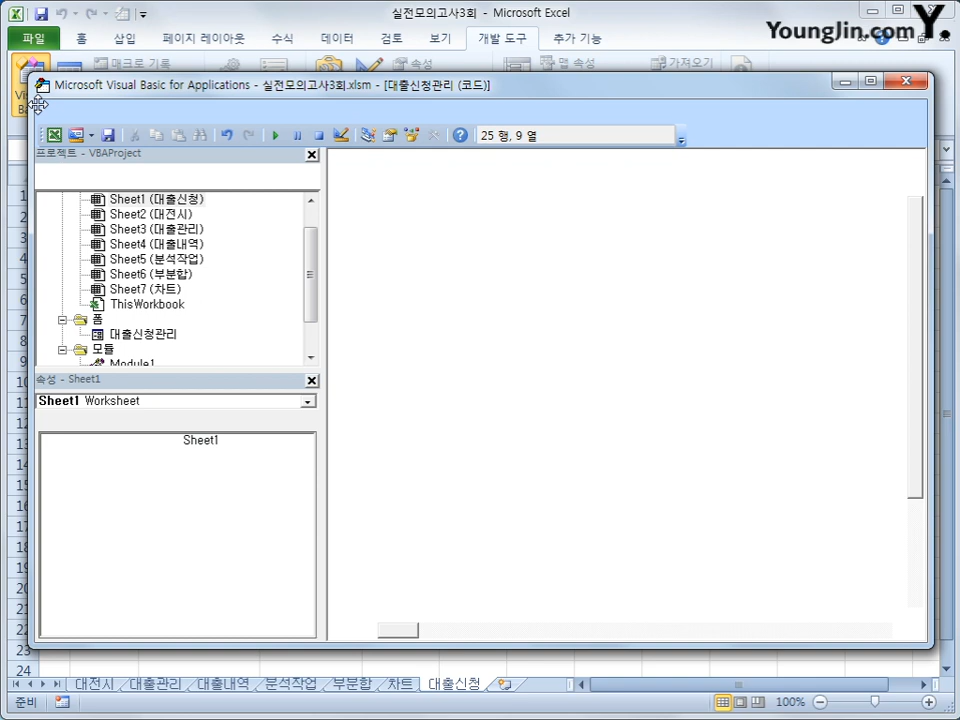 실전모의고사3회 - Microsoft Excel
Younglin.com Y.
파일 홈 삽입 페이지 레이아웃 수식 데이터 검토 보기 개발 도구 추가 기능
매크로 기록 속성 맵 속성 가져오기
Microsoft Visual Basic for Applications - 실전모의고사3회.xlsm - [대출신청관리 (코드)]
25 행, 9 열
프로젝트 - VBAProject
Sheet1 (대출신청)
Sheet2 (대전시)
Sheet3 (대출관리)
Sheet4 (대출내역)
Sheet5 (분석작업)
Sheet6 (부분합)
Sheet7 (차트)
ThisWorkbook
폼
대출신청관리
모듈
Module1
속성 - Sheet1
Sheet1 Worksheet
Sheet1
23
24
대전시 대출관리 대출내역 분석작업 부분합 차트 대출신청
준비 100%